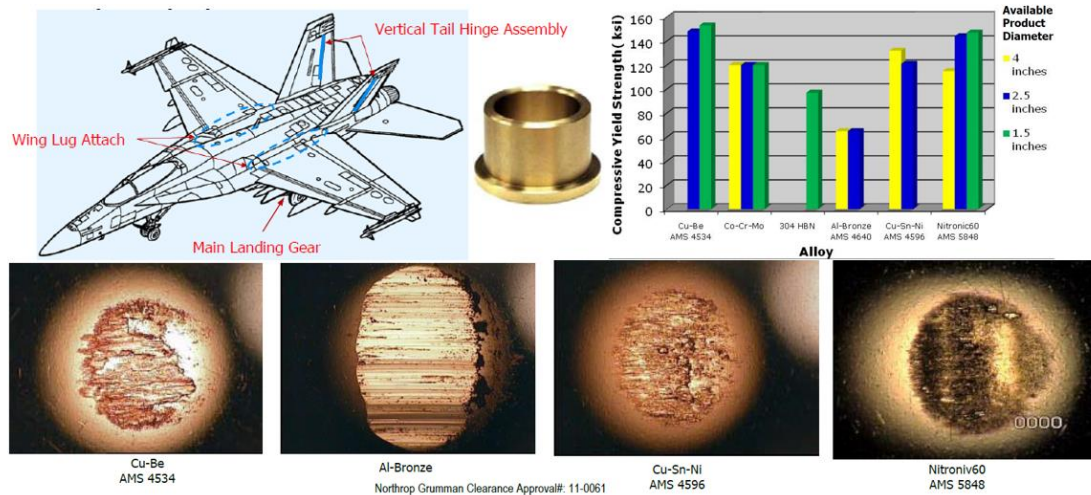 Vertical Tail Hinge Assembly
Wing Lug Attach
Main Landing Gear
Compressive Yield Strength( ksi)
160
140
120
100
80
60
40
20
0
Cu-Be
AMS 4534
Co-Cr-Mo
304 HBN
Al-Bronze
AMS 4640
Cu-Sn-Ni
AMS 4596
Nitronic60
AMS 5848
Alloy
Available
Product
Diameter
4
inches
2.5
inches
1.5
inches
0000
Cu-Be
AMS 4534
Al-Bronze
Cu-Sn-Ni
AMS 4596
Nitroniv60
AMS 5848
Northrop Grumman Clearance Approval#: 11-0061